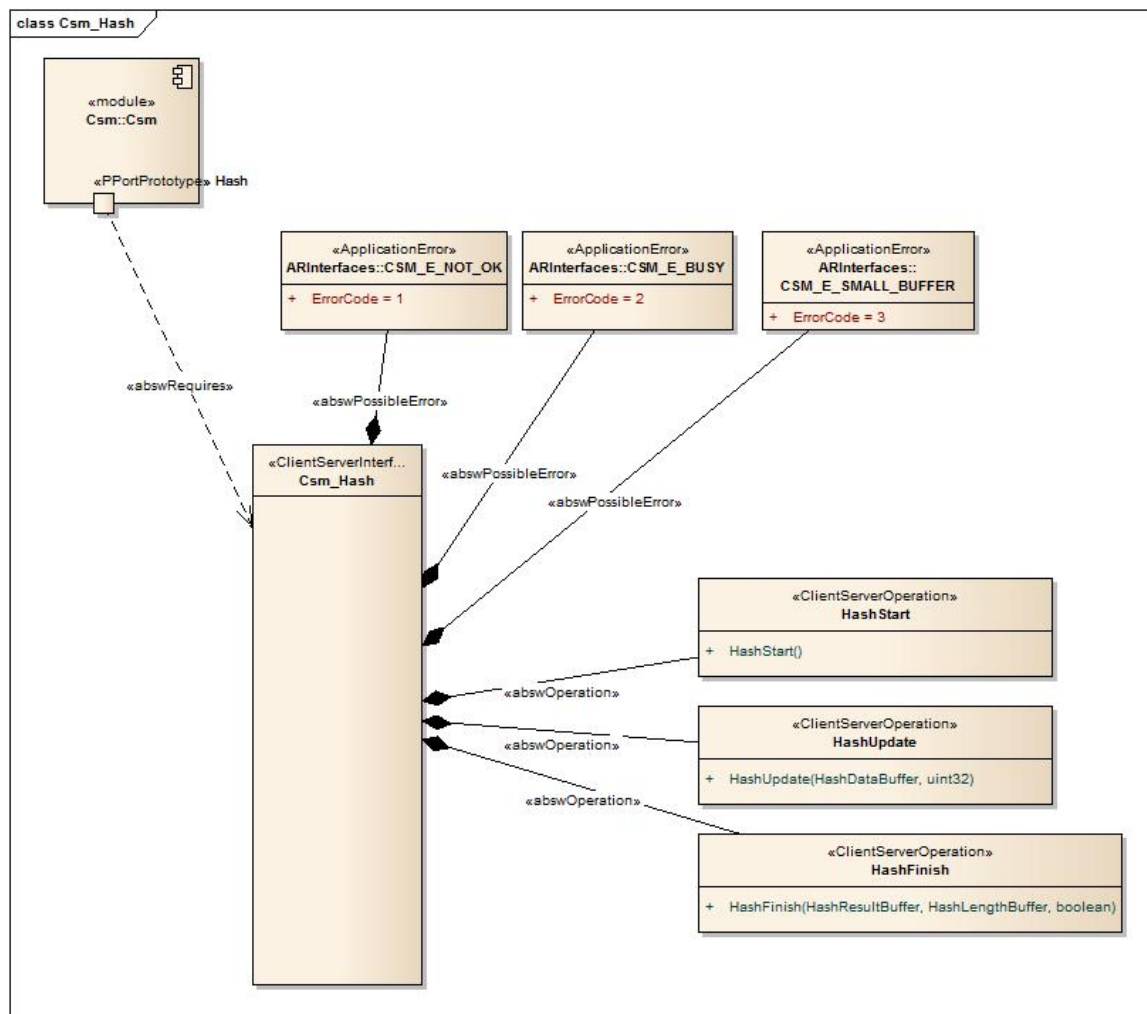 class Csm_Hash
«module»
Csm::Csm
«PPortPrototype» Hash
«ApplicationError»
ARInterfaces::CSM_E_NOT_OK
+ ErrorCode = 1
«ApplicationError»
ARInterfaces::CSM_E_BUSY
+ ErrorCode = 2
«ApplicationError»
ARInterfaces::
CSM_E_SMALL_BUFFER
+ ErrorCode = 3
«abswRequires»
«abswPossibleError»
«abswPossibleError»
«abswPossibleError»
«ClientServerInterf...
Csm_Hash
«ClientServerOperation»
HashStart
+ HashStart()
«abswOperation»
«ClientServerOperation»
HashUpdate
+ HashUpdate(HashDataBuffer, uint32)
«abswOperation»
«abswOperation»
«ClientServerOperation»
HashFinish
+ HashFinish(HashResultBuffer, HashLengthBuffer, boolean)